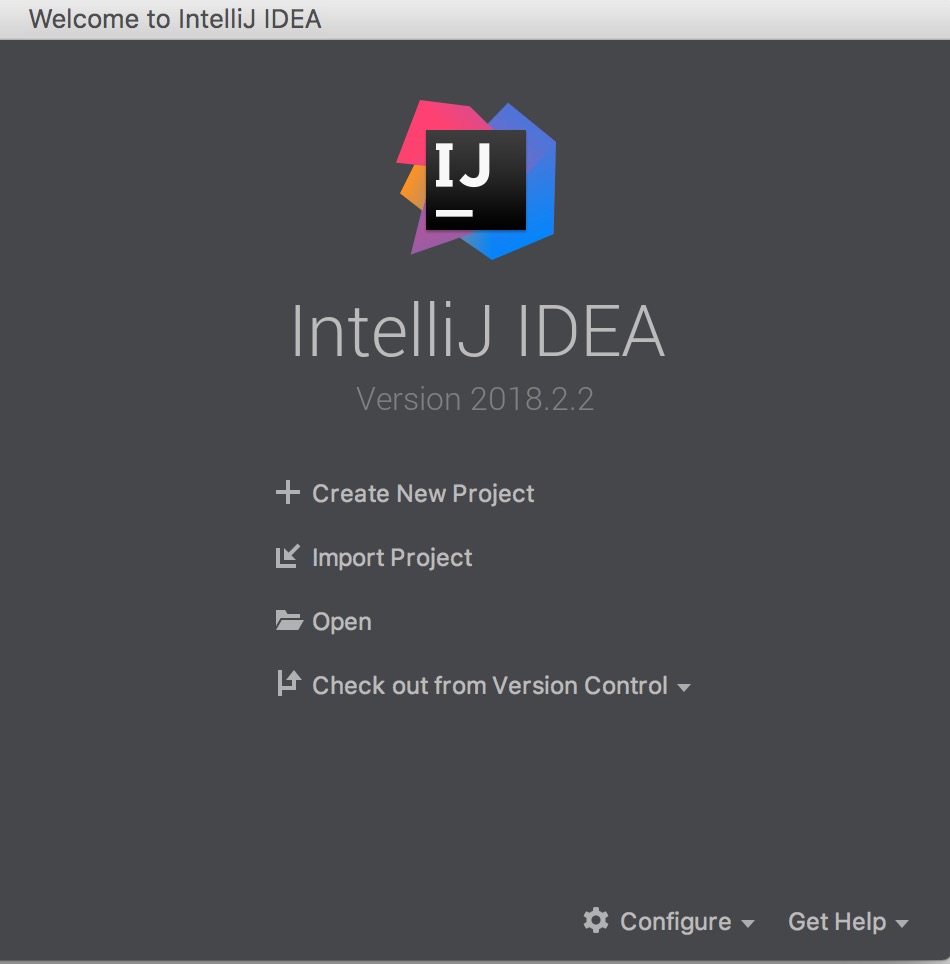 Welcome to IntelliJ IDEA
IJ
IntelliJ IDEA
Version 2018.2.2
Create New Project
Import Project
Open
Check out from Version Control
Configure
Get Help